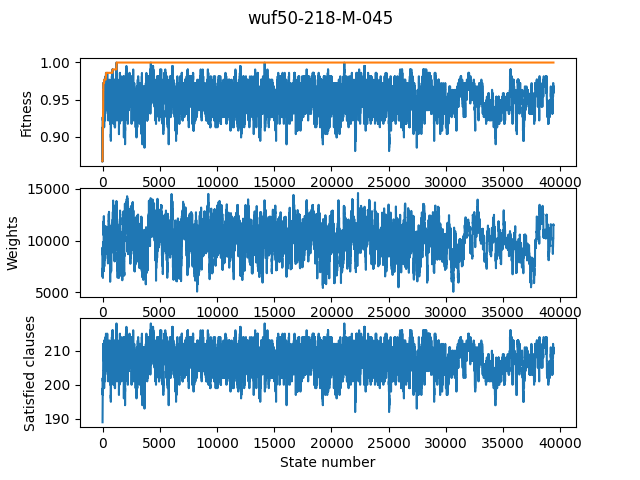 wuf50-218-M-045
Fitness
1.00
0.95
0.90
0 5000 10000 15000 20000 25000 30000 35000 40000
Weights
15000
10000
5000
0 5000 10000 15000 20000 25000 30000 35000 40000
Satisfied clauses
210
200
190
0 5000 10000 15000 20000 25000 30000 35000 40000
State number